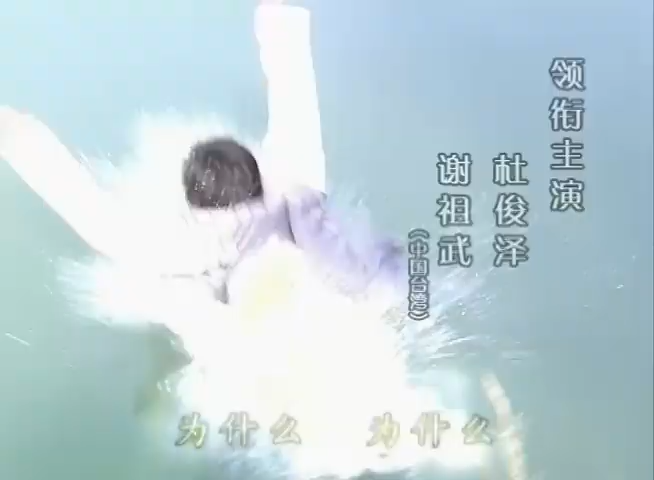 领衔主演
杜俊泽
谢祖武
《中国台湾》
为什么 为什么